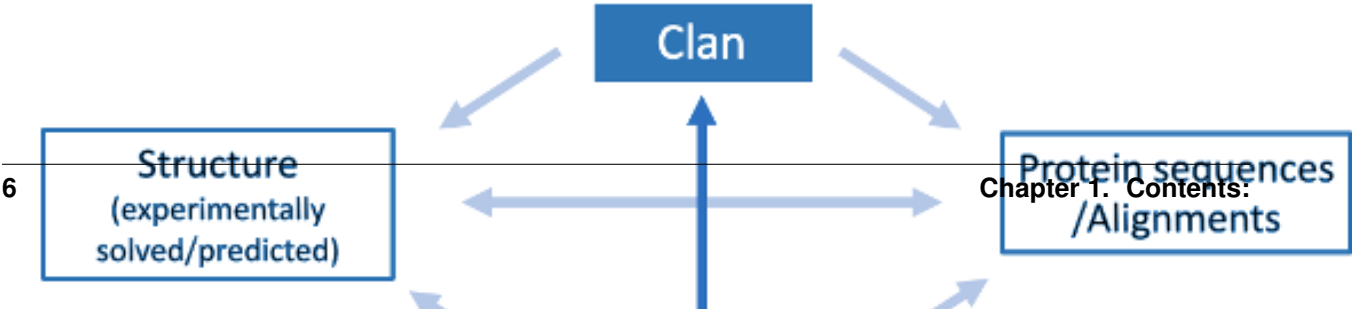 Clan
Structure
(experimentally
solved/predicted)
Protein sequences
/Alignments
6
Chapter 1. Contents: